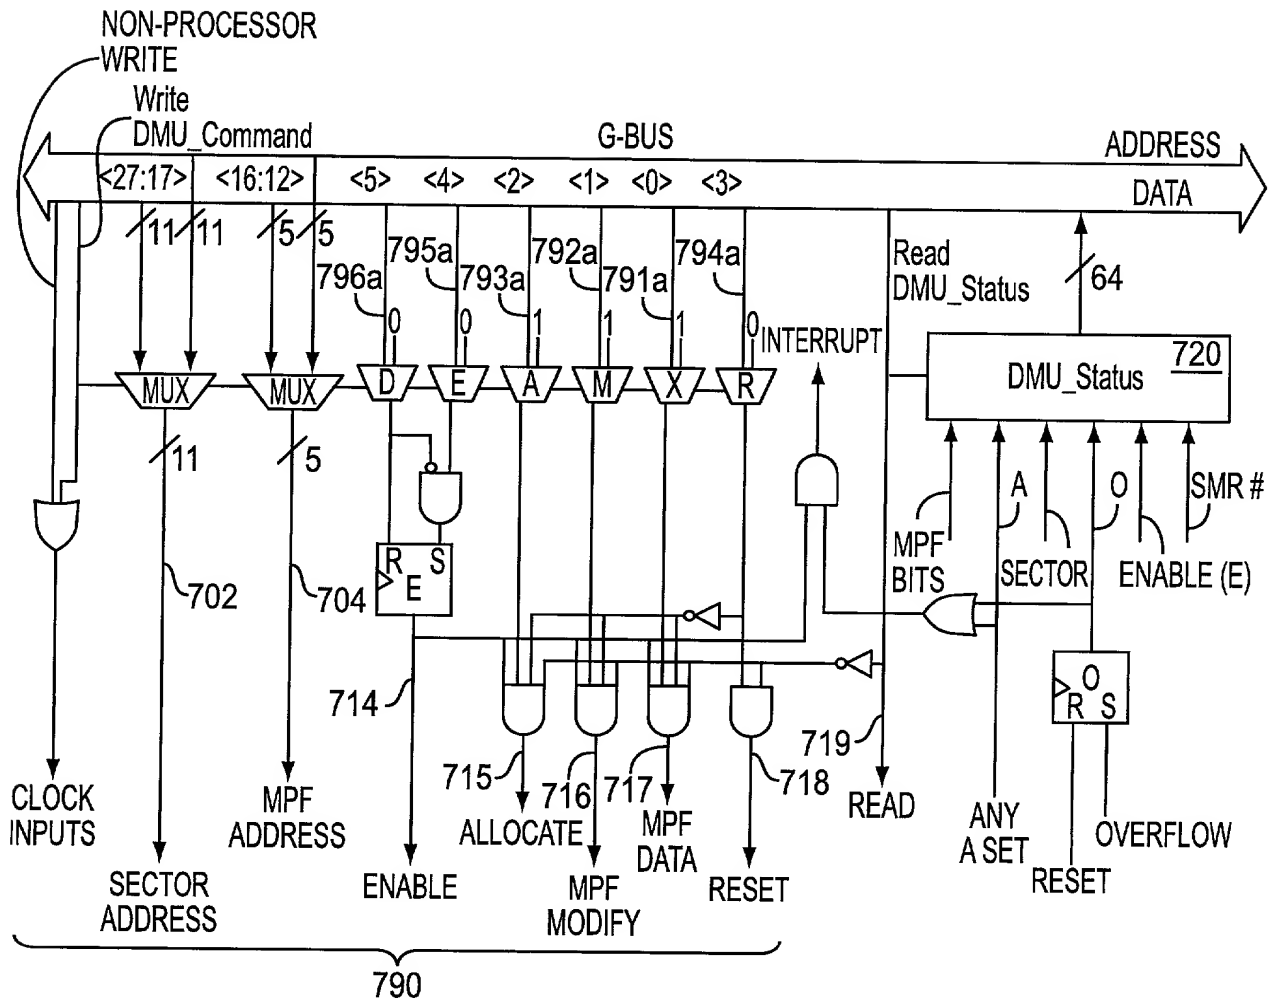 NON-PROCESSOR
WRITE
Write
DMU_Command
G-BUS
ADDRESS
DATA
<27:17>
<16:12>
<5>
<4>
<2>
<1>
<0>
<3>
11
11
5
5
796a
795a
793a
792a
791a
794a
Read
DMU_Status
64
0
0
1
1
1
0
INTERRUPT
MUX
MUX
D
E
A
M
X
R
DMU_Status
720
11
5
MPF
BITS
A
SECTOR
O
ENABLE (E)
SMR #
R S
E
702
704
714
O
R S
715
716
717
718
719
CLOCK
INPUTS
SECTOR
ADDRESS
MPF
ADDRESS
ENABLE
ALLOCATE
MPF
MODIFY
MPF
DATA
RESET
READ
ANY
A SET
RESET
OVERFLOW
790